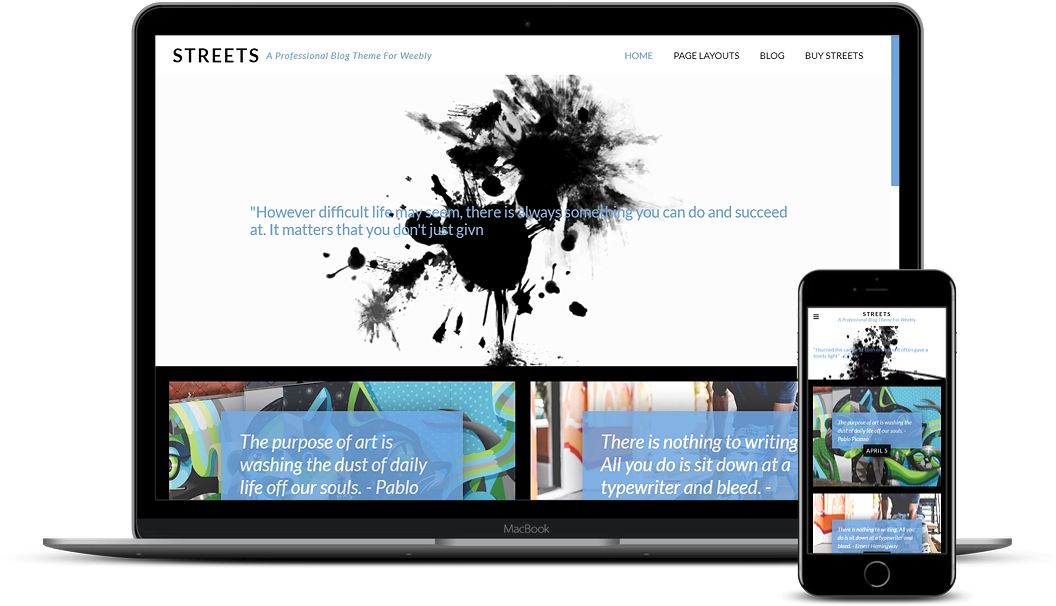 STREETS A Professional Blog Theme For Weebly HOME PAGE LAYOUTS BLOG BUY STREETS
"However difficult life may seem, there is always something you can do and succeed
at. It matters that you don't just givn
The purpose of art is
washing the dust of daily
life off our souls. - Pablo
There is nothing to writing
All you do is sit down at a
typewriter and bleed. -
MacBook
STREETS
A Professional Blog Theme For Weebly
"I burned the it often gave a
lovely light"
The purpose of art is washing the
dust of daily life off our souls. -
Pablo Picasso
APRIL 5
There is nothing to writing. All you
do is sit down at a typewriter and
bleed. - Ernest Hemingway